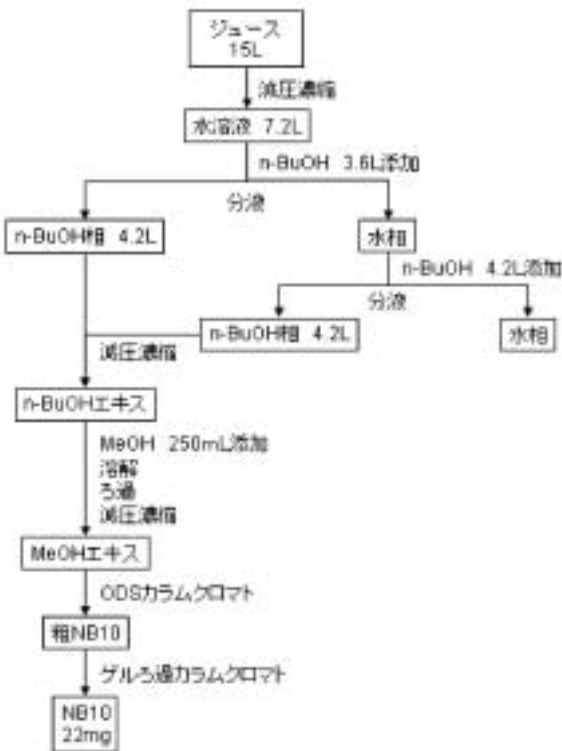 ジュース
15L
減圧濃縮
水溶液 7.2L
n-BuOH 3.6L添加
分液
n-BuOH相 4.2L
水相
n-BuOH 4.2L添加
分液
n-BuOH相 4.2L
水相
減圧濃縮
n-BuOHエキス
MeOH 250mL添加
溶解
ろ過
減圧濃縮
MeOHエキス
ODSカラムクロマト
粗NB10
ゲルろ過カラムクロマト
NB10
22mg